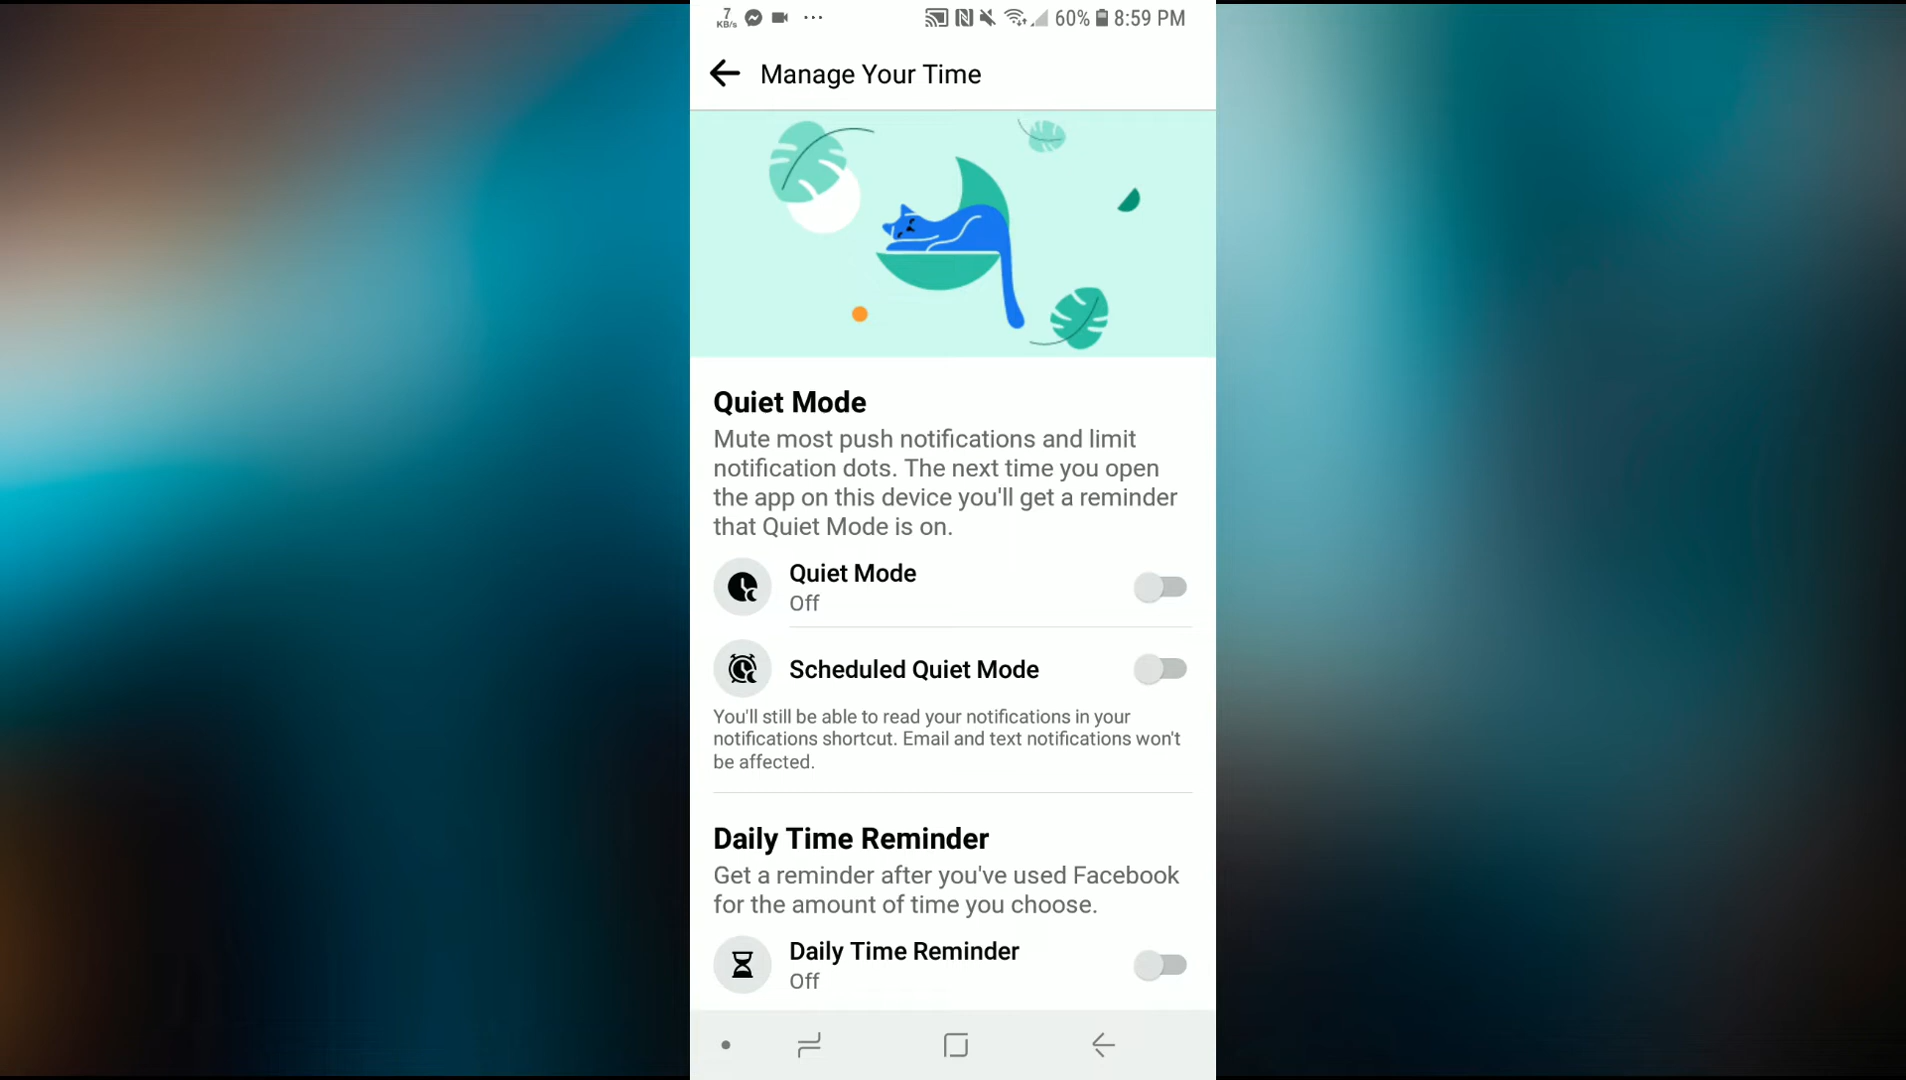 7
KB/s
60% 8:59 PM
Manage Your Time
Quiet Mode
Mute most push notifications and limit
notification dots. The next time you open
the app on this device you'll get a reminder
that Quiet Mode is on.
Quiet Mode
Off
Scheduled Quiet Mode
You'll still be able to read your notifications in your
notifications shortcut. Email and text notifications won't
be affected.
Daily Time Reminder
Get a reminder after you've used Facebook
for the amount of time you choose.
Daily Time Reminder
Off